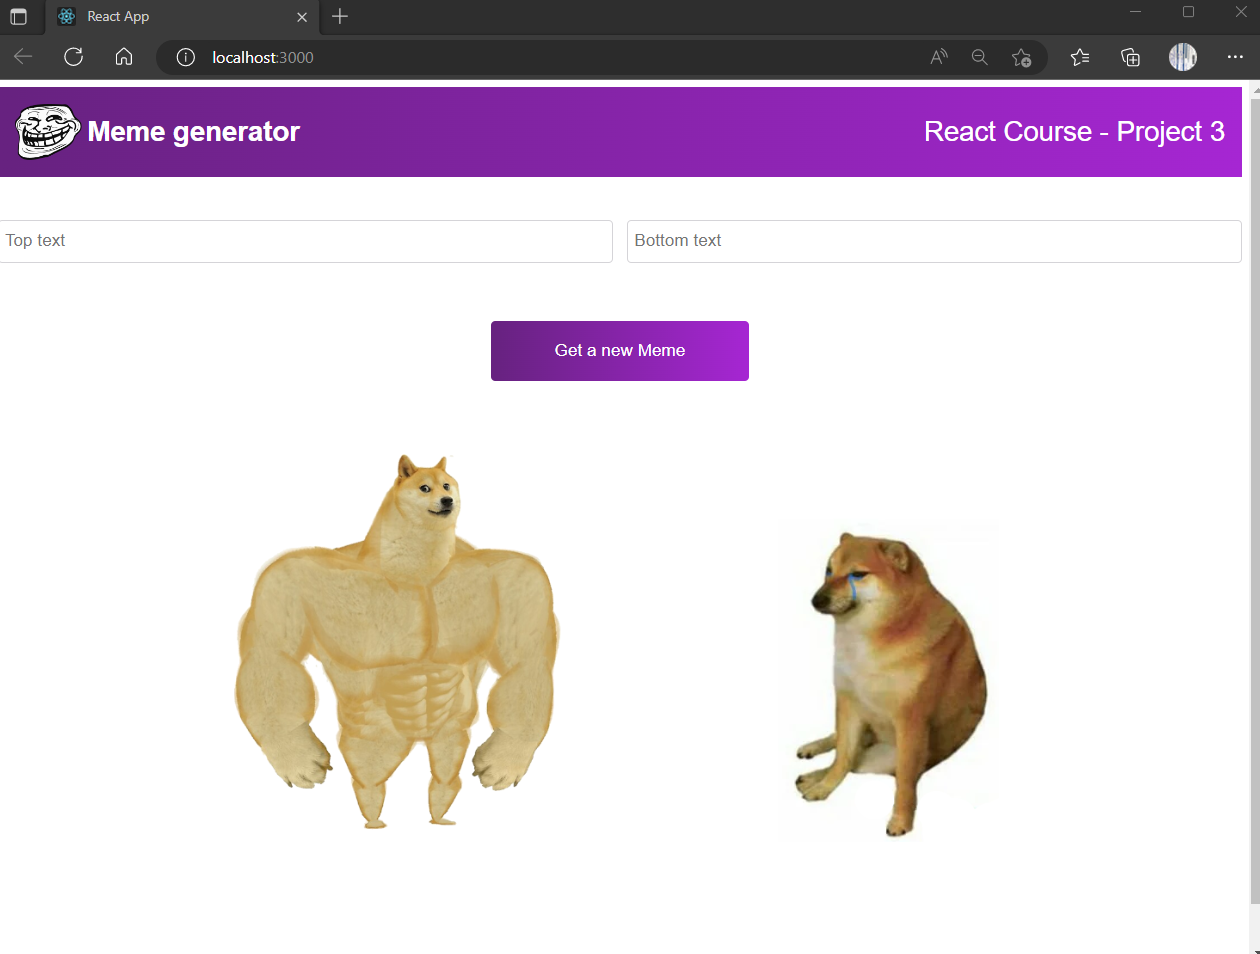 React App
localhost:3000
Meme generator
React Course - Project 3
Top text
Bottom text
Get a new Meme